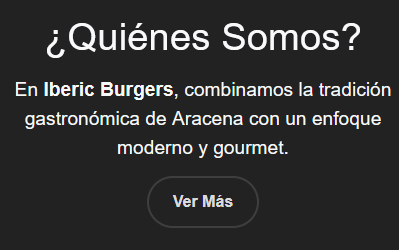 ¿Quiénes Somos?
En Iberic Burgers, combinamos la tradición
gastronómica de Aracena con un enfoque
moderno y gourmet.
Ver Más